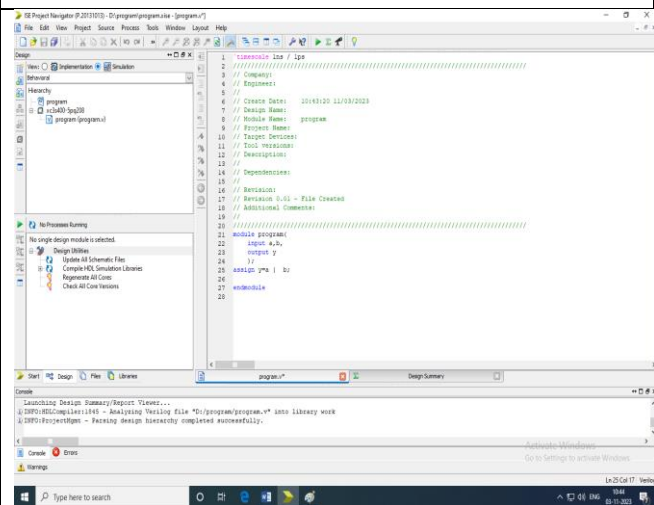 ISE Project Navigator (P.20131013) - D:\program\program.xise - [program.v*]
File Edit View Project Source Process Tools Window Layout Help
Design
View: Implementation Simulation
Behavioral
Hierarchy
program
xc3s400-5pq208
program (program.v)
No Processes Running
No single design module is selected.
Design Utilities
Update All Schematic Files
Compile HDL Simulation Libraries
Regenerate All Cores
Check All Core Versions
1 `timescale 1ns / 1ps
2 //////////////////////////////////////////////////////////////////////////////////
3 // Company:
4 // Engineer:
5 //
6 // Create Date: 10:43:20 11/03/2023
7 // Design Name:
8 // Module Name: program
9 // Project Name:
10 // Target Devices:
11 // Tool versions:
12 // Description:
13 //
14 // Dependencies:
15 //
16 // Revision:
17 // Revision 0.01 - File Created
18 // Additional Comments:
19 //
20 //////////////////////////////////////////////////////////////////////////////////
21 module program(
22 input a,b,
23 output y
24 );
25 assign y=a | b;
26
27 endmodule
28
Start Design Files Libraries
program.v* Design Summary
Console
Launching Design Summary/Report Viewer...
INFO:HDLCompiler:1845 - Analyzing Verilog file "D:/program/program.v" into library work
INFO:ProjectMgmt - Parsing design hierarchy completed successfully.
Console Errors
Warnings
Activate Windows
Go to Settings to activate Windows.
Ln 25 Col 17 Verilog
Type here to search
ENG
10:44
03-11-2023